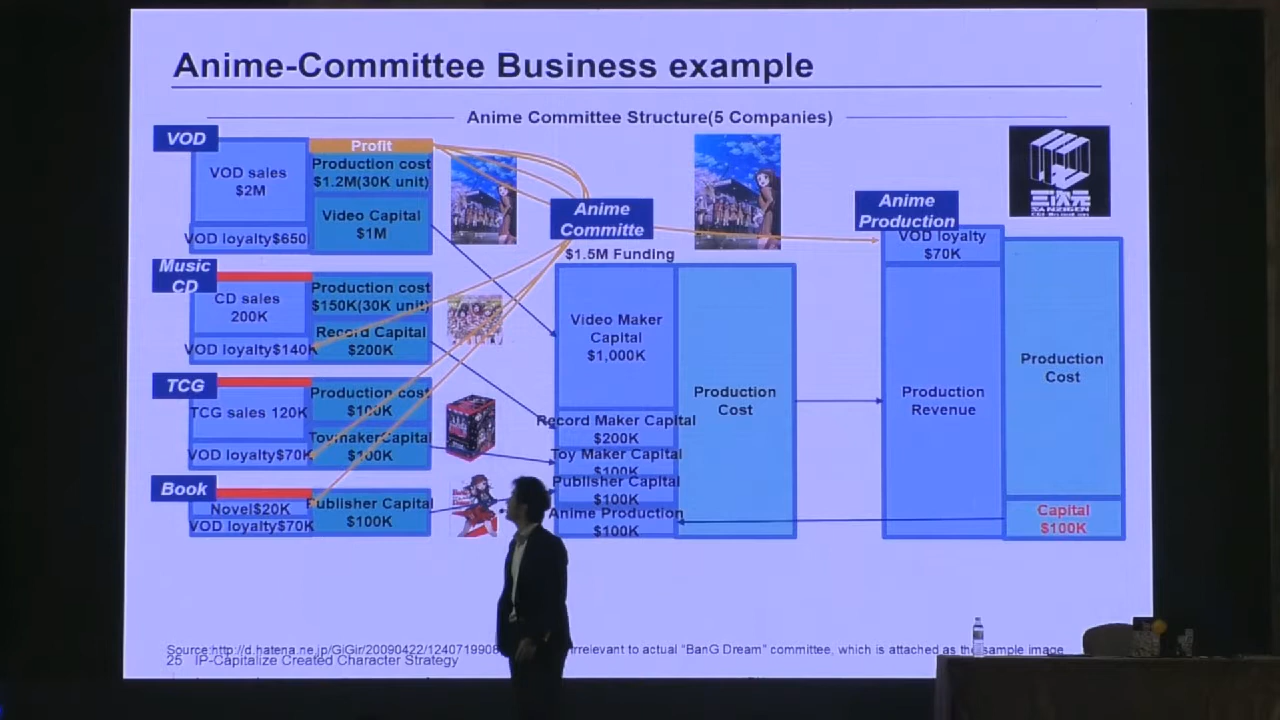 Anime-Committee Business example
Anime Committee Structure(5 Companies)
VOD
Profit
VOD sales
$2M
Production cost
$1.2M(30K unit)
Video Capital
$1M
VOD loyalty$650
Music
CD
CD sales
200K
Production cost
$150K(30K unit)
Record Capital
$200K
VOD loyalty$140K
TCG
TCG sales 120K
Production cost
$100K
ToymakerCapital
$100K
VOD loyalty$70K
Book
Novel$20K
VOD loyalty$70K
Publisher Capital
$100K
Anime
Committe
$1.5M Funding
Video Maker
Capital
$1,000K
Record Maker Capital
$200K
Toy Maker Capital
$100K
Publisher Capital
$100K
Anime Production
$100K
Production
Cost
Anime
Production
VOD loyalty
$70K
Production
Revenue
Production
Cost
Capital
$100K
三次元
SANZIGEN
Source:http://d.hatena.ne.jp/GiGir/20090422/124071990
irrelevant to actual "BanG Dream" committee, which is attached as the sample image
25 IP-Capitalize Created Character Strategy